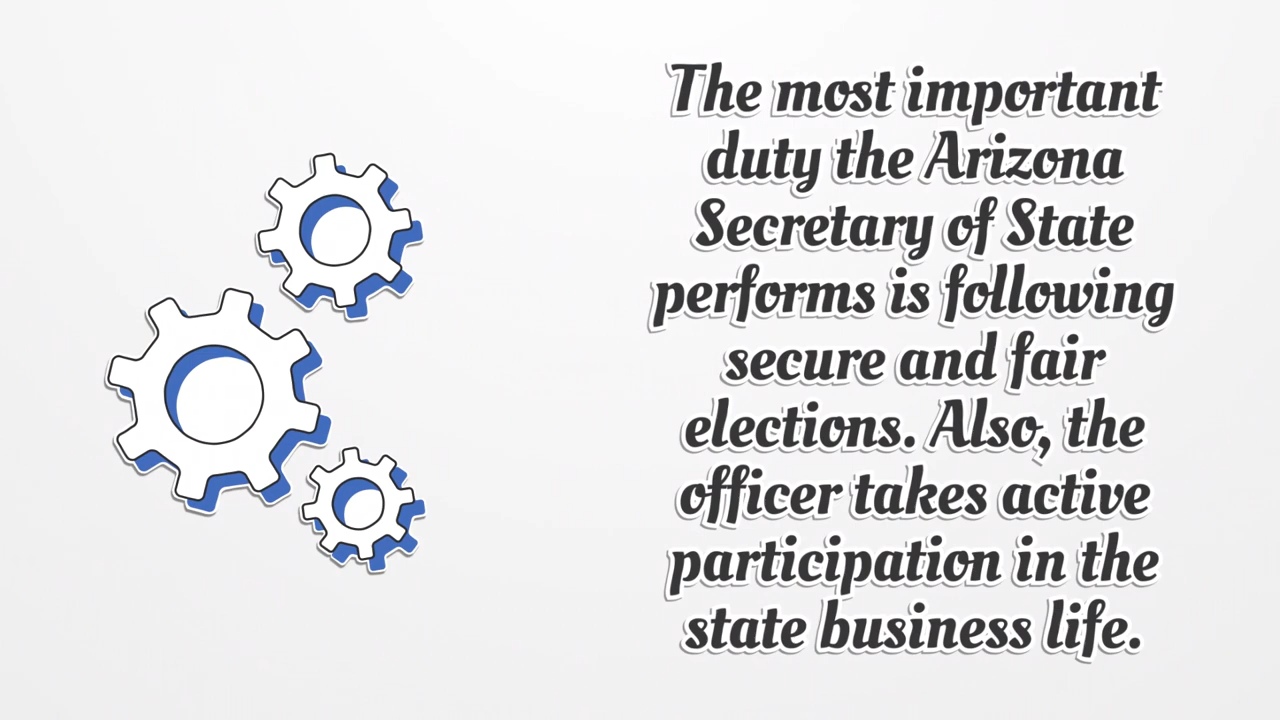 The most important
duty the Arizona
Secretary of State
performs is following
secure and fair
elections. Also, the
officer takes active
participation in the
state business life.